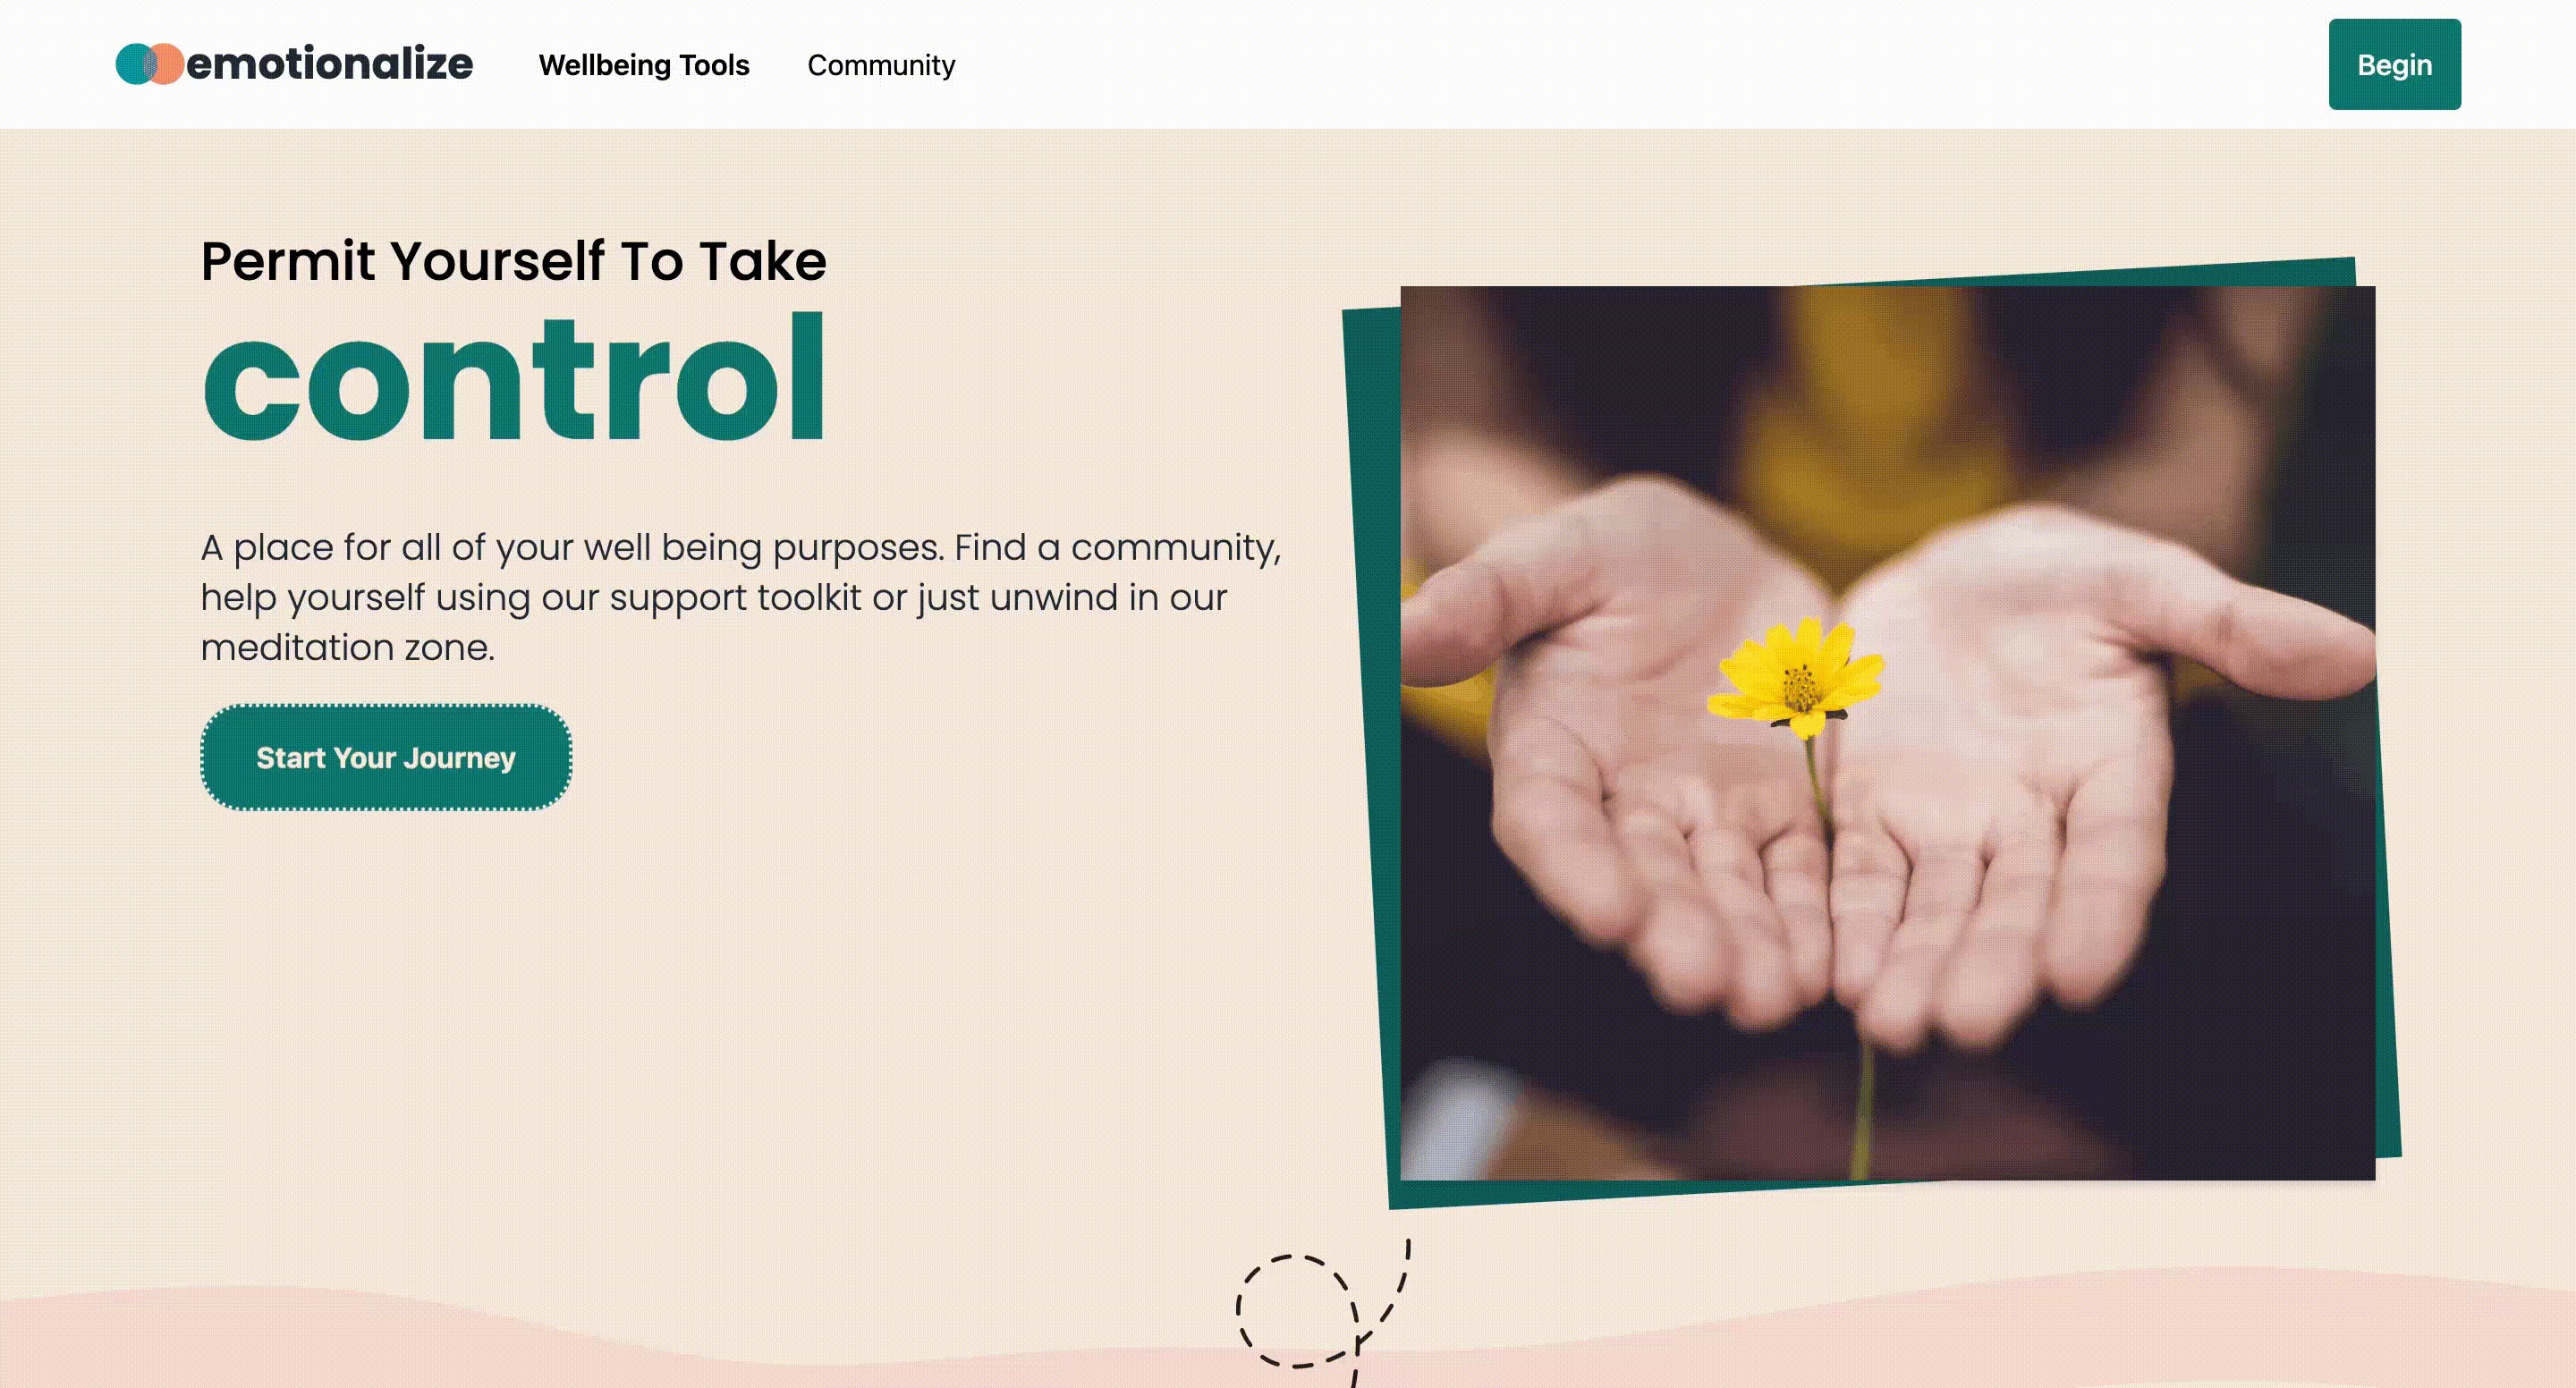 emotionalize
Wellbeing Tools
Community
Begin
Permit Yourself To Take
control
A place for all of your well being purposes. Find a community,
help yourself using our support toolkit or just unwind in our
meditation zone.
Start Your Journey